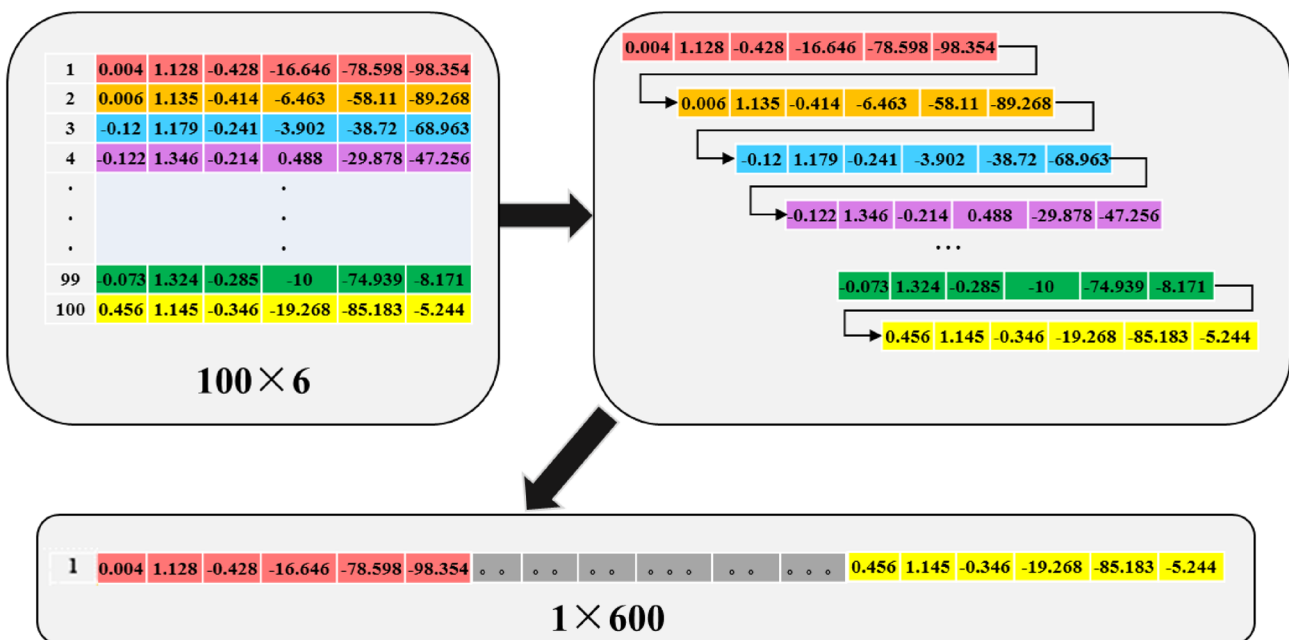 1 0.004 1.128 -0.428 -16.646 -78.598 -98.354
2 0.006 1.135 -0.414 -6.463 -58.11 -89.268
3 -0.12 1.179 -0.241 -3.902 -38.72 -68.963
4 -0.122 1.346 -0.214 0.488 -29.878 -47.256
. .
. .
. .
99 -0.073 1.324 -0.285 -10 -74.939 -8.171
100 0.456 1.145 -0.346 -19.268 -85.183 -5.244
100×6
0.004 1.128 -0.428 -16.646 -78.598 -98.354
0.006 1.135 -0.414 -6.463 -58.11 -89.268
-0.12 1.179 -0.241 -3.902 -38.72 -68.963
-0.122 1.346 -0.214 0.488 -29.878 -47.256
...
-0.073 1.324 -0.285 -10 -74.939 -8.171
0.456 1.145 -0.346 -19.268 -85.183 -5.244
1 0.004 1.128 -0.428 -16.646 -78.598 -98.354 。。 。。 。。 。。。 。。 。。。 0.456 1.145 -0.346 -19.268 -85.183 -5.244
1×600